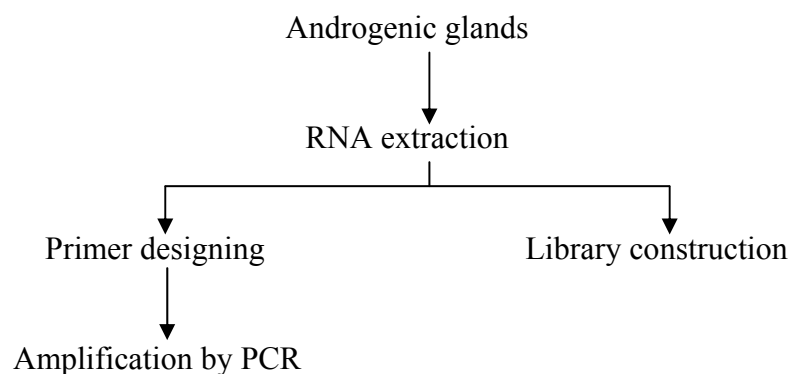 Androgenic glands
RNA extraction
Primer designing
Library construction
Amplification by PCR